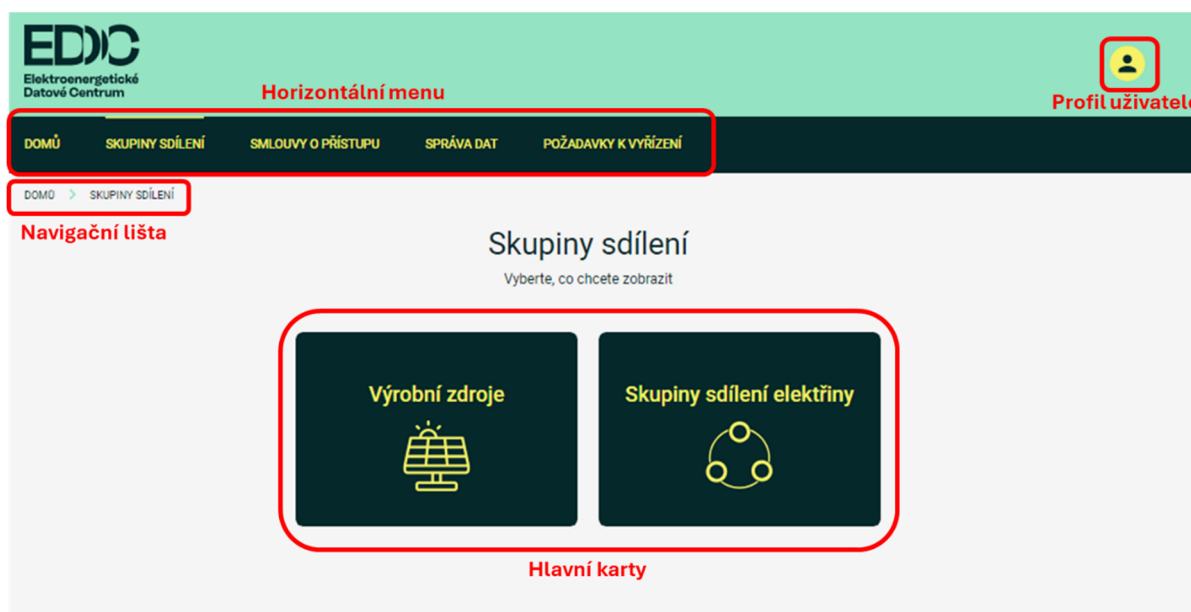 EDC
Elektroenergetické
Datové Centrum
Horizontální menu
Profil uživatele
DOMŮ SKUPINY SDÍLENÍ SMLOUVY O PŘÍSTUPU SPRÁVA DAT POŽADAVKY K VYŘÍZENÍ
DOMŮ > SKUPINY SDÍLENÍ
Navigační lišta
Skupiny sdílení
Vyberte, co chcete zobrazit
Výrobní zdroje Skupiny sdílení elektřiny
Hlavní karty